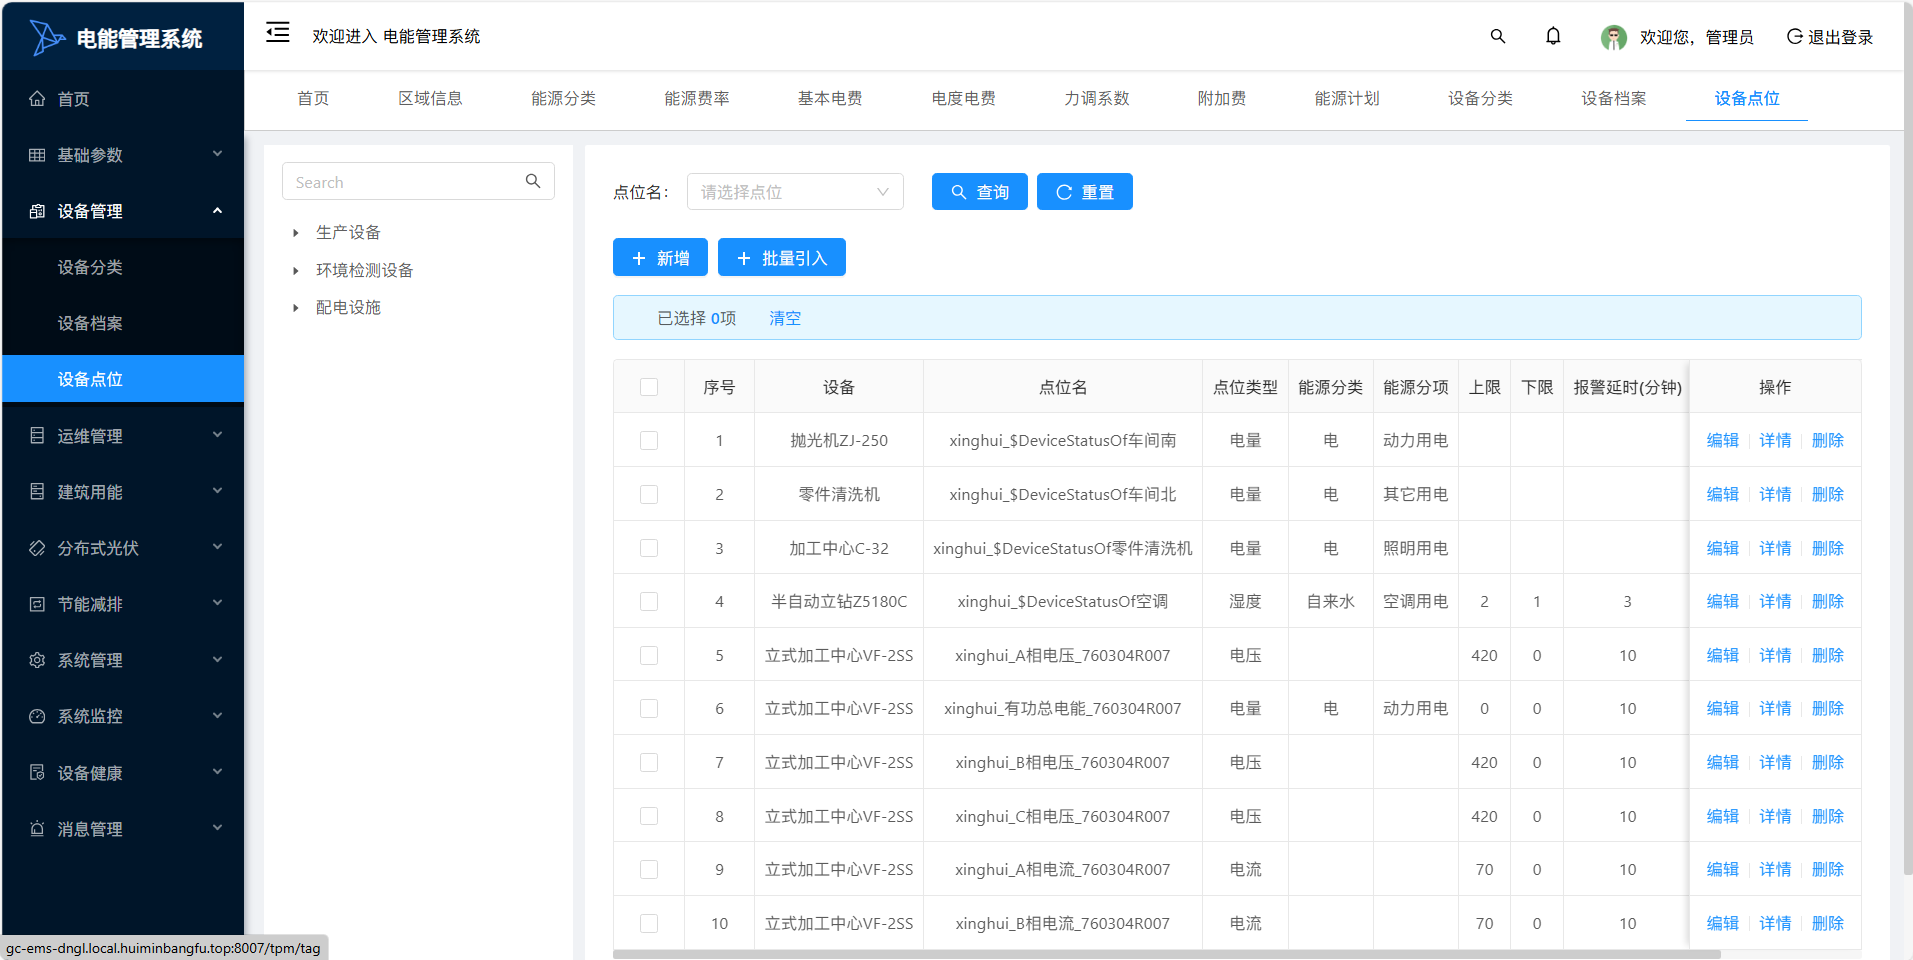 电能管理系统
欢迎进入 电能管理系统
欢迎您，管理员
退出登录
首页
基础参数
设备管理
设备分类
设备档案
设备点位
运维管理
建筑用能
分布式光伏
节能减排
系统管理
系统监控
设备健康
消息管理
gc-ems-dngl.local.huiminbangfu.top:8007/tpm/tag
首页 区域信息 能源分类 能源费率 基本电费 电度电费 力调系数 附加费 能源计划 设备分类 设备档案 设备点位
Search
生产设备
环境检测设备
配电设施
点位名： 请选择点位 查询 重置
新增 批量引入
已选择 0项 清空
序号 设备 点位名 点位类型 能源分类 能源分项 上限 下限 报警延时(分钟) 操作
1 抛光机ZJ-250 xinghui_$DeviceStatusOf车间南 电量 电 动力用电 编辑 详情 删除
2 零件清洗机 xinghui_$DeviceStatusOf车间北 电量 电 其它用电 编辑 详情 删除
3 加工中心C-32 xinghui_$DeviceStatusOf零件清洗机 电量 电 照明用电 编辑 详情 删除
4 半自动立钻Z5180C xinghui_$DeviceStatusOf空调 湿度 自来水 空调用电 2 1 3 编辑 详情 删除
5 立式加工中心VF-2SS xinghui_A相电压_760304R007 电压 420 0 10 编辑 详情 删除
6 立式加工中心VF-2SS xinghui_有功总电能_760304R007 电量 电 动力用电 0 0 10 编辑 详情 删除
7 立式加工中心VF-2SS xinghui_B相电压_760304R007 电压 420 0 10 编辑 详情 删除
8 立式加工中心VF-2SS xinghui_C相电压_760304R007 电压 420 0 10 编辑 详情 删除
9 立式加工中心VF-2SS xinghui_A相电流_760304R007 电流 70 0 10 编辑 详情 删除
10 立式加工中心VF-2SS xinghui_B相电流_760304R007 电流 70 0 10 编辑 详情 删除